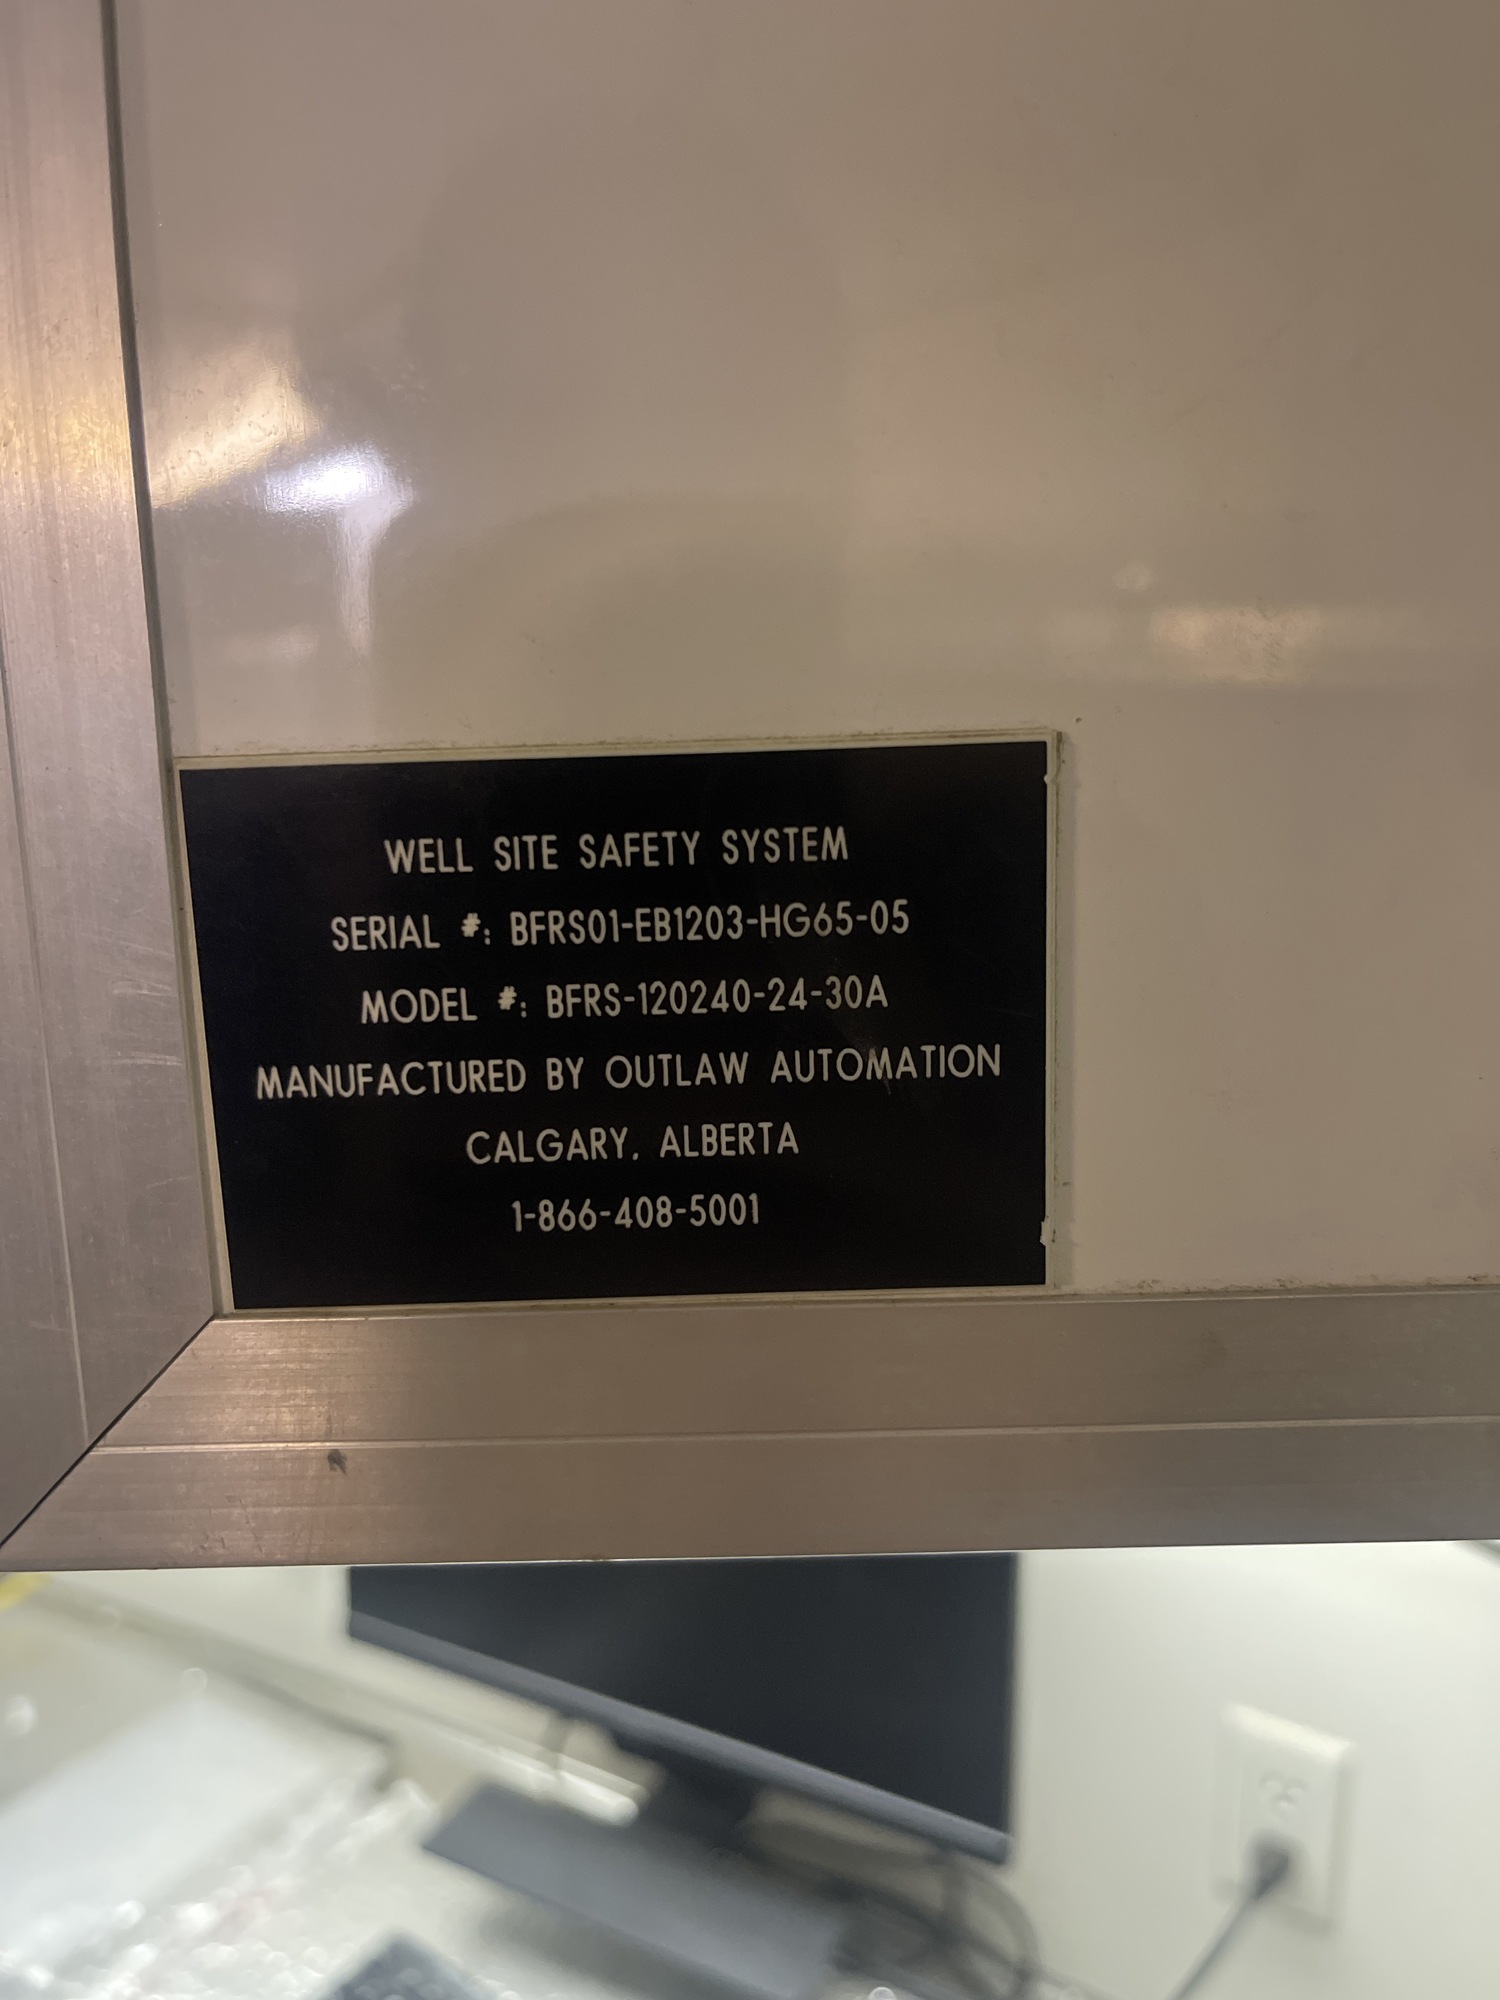 WELL SITE SAFETY SYSTEM
SERIAL #: BFRS01-EB1203-HG65-05
MODEL #: BFRS-120240-24-30A
MANUFACTURED BY OUTLAW AUTOMATION
CALGARY, ALBERTA
1-866-408-5001